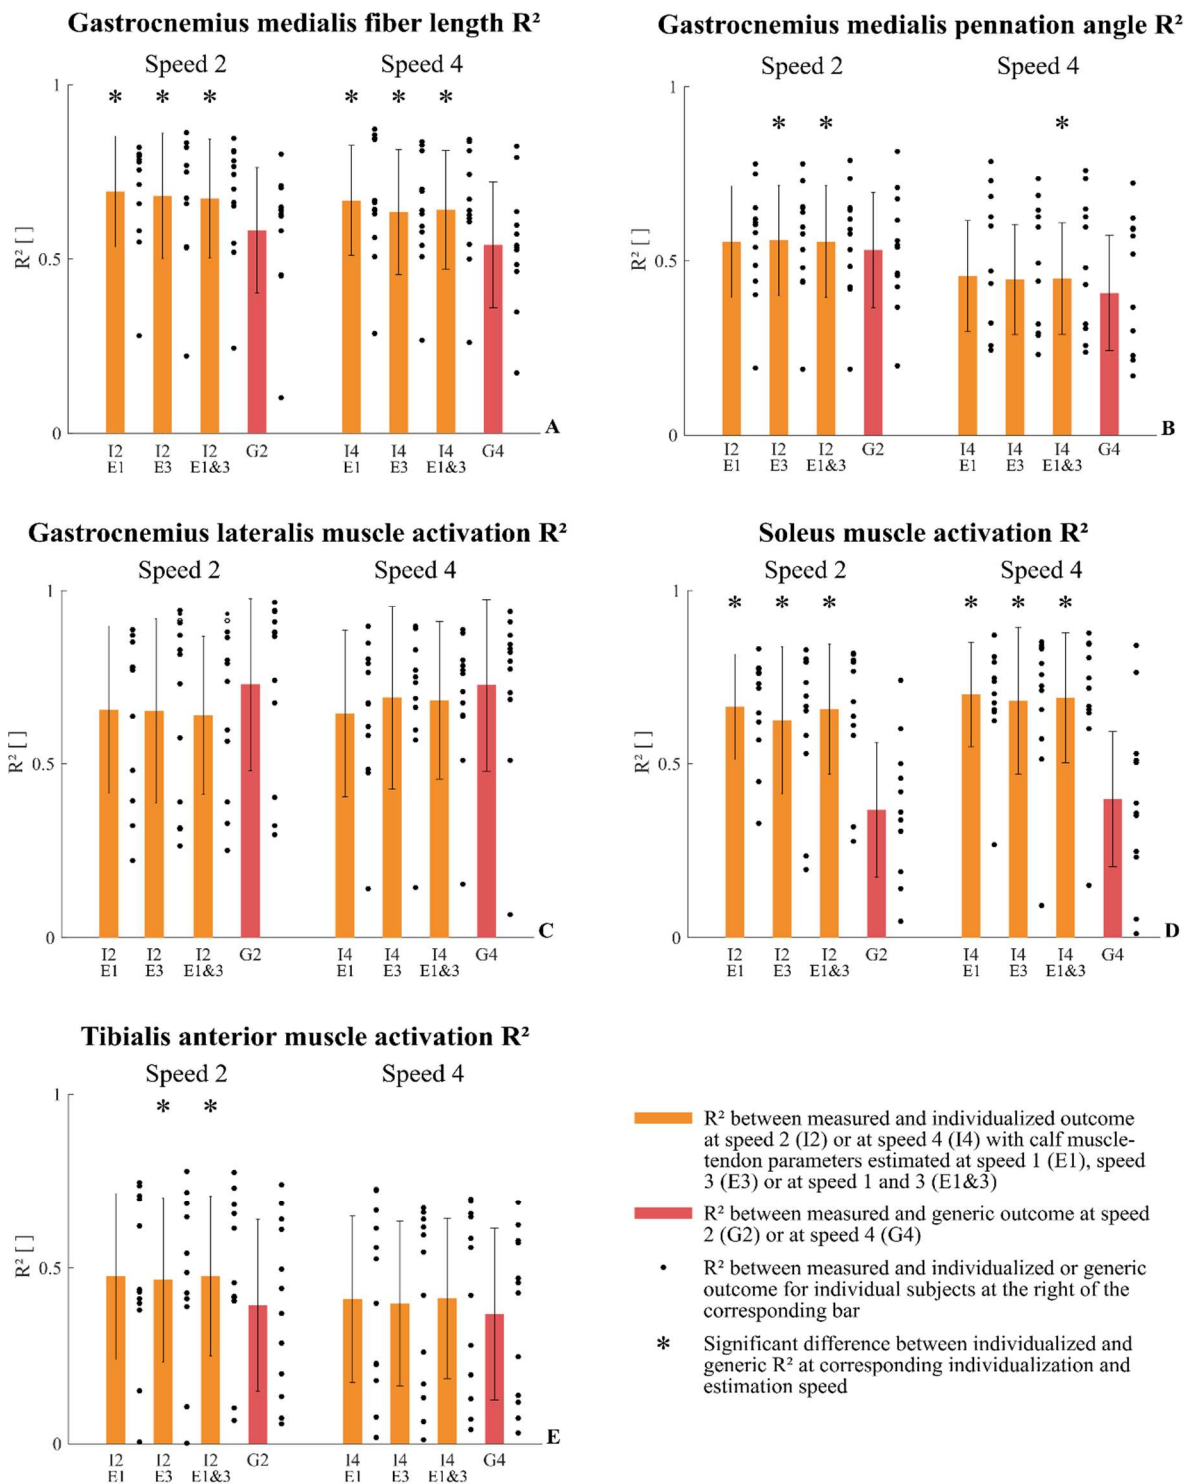 Gastrocnemius medialis fiber length R²
Speed 2
Speed 4
1
* * *
* * *
R² [ ]
0.5
0
I2 I2 I2 G2
E1 E3 E1&3
I4 I4 I4 G4
E1 E3 E1&3
A
Gastrocnemius medialis pennation angle R²
Speed 2
Speed 4
1
* *
*
R² [ ]
0.5
0
I2 I2 I2 G2
E1 E3 E1&3
I4 I4 I4 G4
E1 E3 E1&3
B
Gastrocnemius lateralis muscle activation R²
Speed 2
Speed 4
1
R² [ ]
0.5
0
I2 I2 I2 G2
E1 E3 E1&3
I4 I4 I4 G4
E1 E3 E1&3
C
Soleus muscle activation R²
Speed 2
Speed 4
1
* * *
* * *
R² [ ]
0.5
0
I2 I2 I2 G2
E1 E3 E1&3
I4 I4 I4 G4
E1 E3 E1&3
D
Tibialis anterior muscle activation R²
Speed 2
Speed 4
1
* *
R² [ ]
0.5
0
I2 I2 I2 G2
E1 E3 E1&3
I4 I4 I4 G4
E1 E3 E1&3
E
R² between measured and individualized outcome
at speed 2 (I2) or at speed 4 (I4) with calf muscle-
tendon parameters estimated at speed 1 (E1), speed
3 (E3) or at speed 1 and 3 (E1&3)
R² between measured and generic outcome at speed
2 (G2) or at speed 4 (G4)
R² between measured and individualized or generic
outcome for individual subjects at the right of the
corresponding bar
* Significant difference between individualized and
generic R² at corresponding individualization and
estimation speed